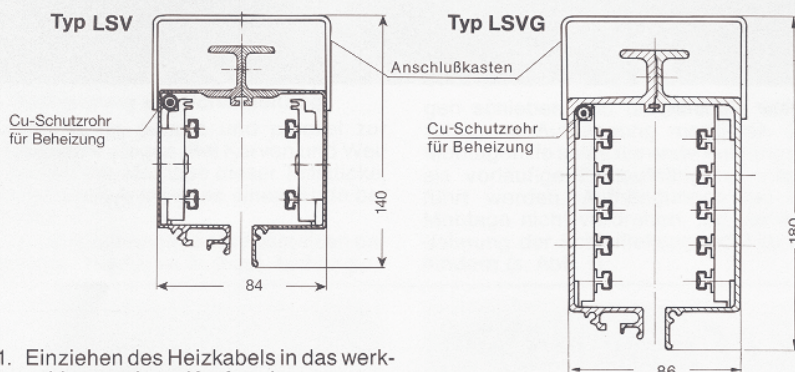 Typ LSV
Typ LSVG
Anschlußkasten
Cu-Schutzrohr
für Beheizung
Cu-Schutzrohr
für Beheizung
140
180
84
86
1. Einziehen des Heizkabels in das werk-